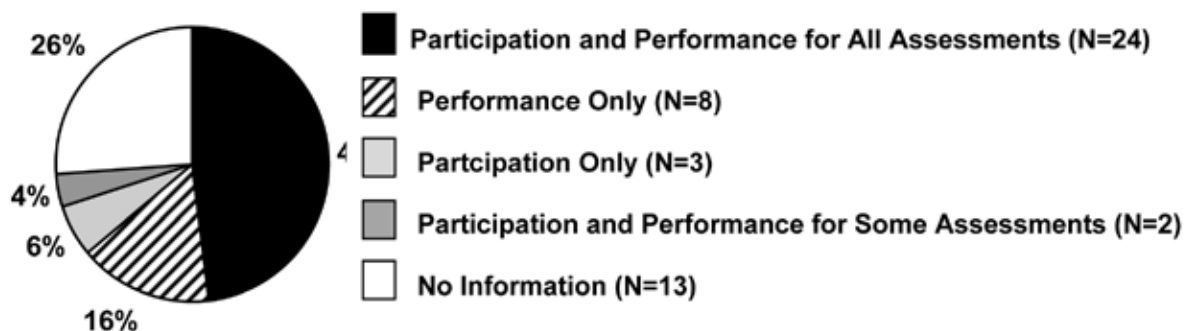 26%
4%
6%
16%
4
Participation and Performance for All Assessments (N=24)
Performance Only (N=8)
Partcipation Only (N=3)
Participation and Performance for Some Assessments (N=2)
No Information (N=13)